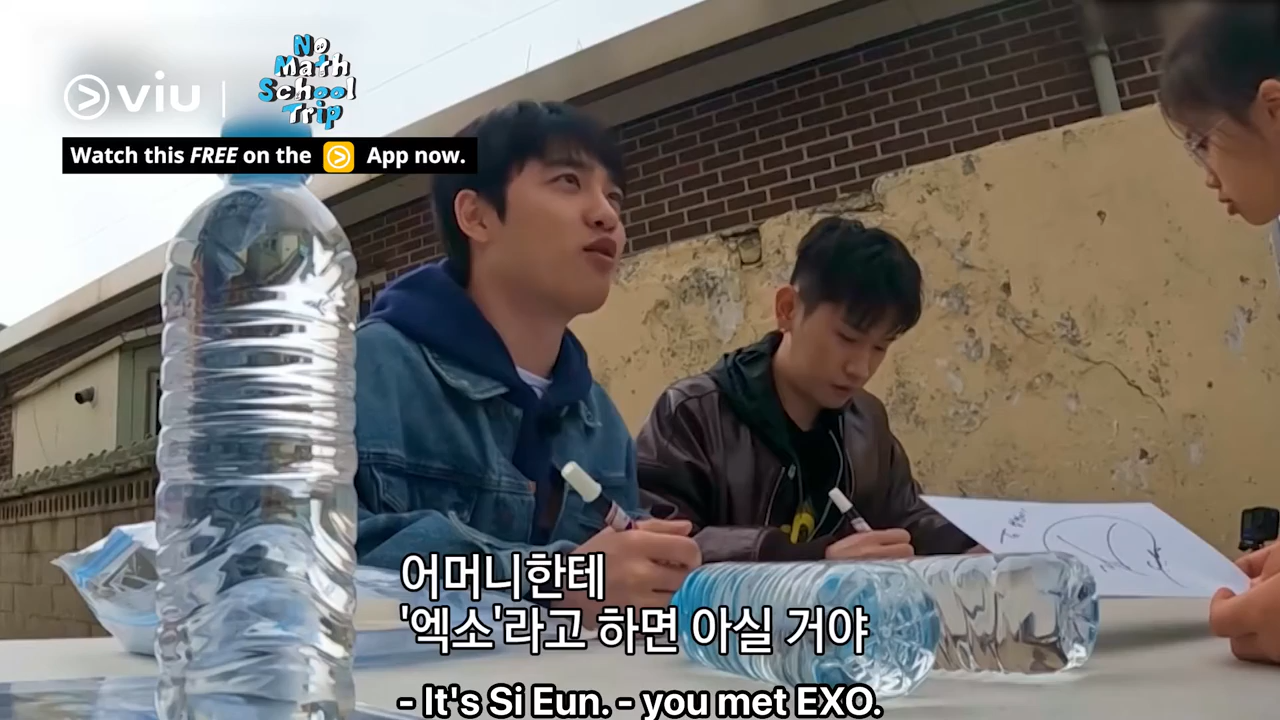 viu
No
Math
School
Trip
Watch this FREE on the App now.
어머니한테
'엑소'라고 하면 아실 거야
- It's Si Eun. - you met EXO.